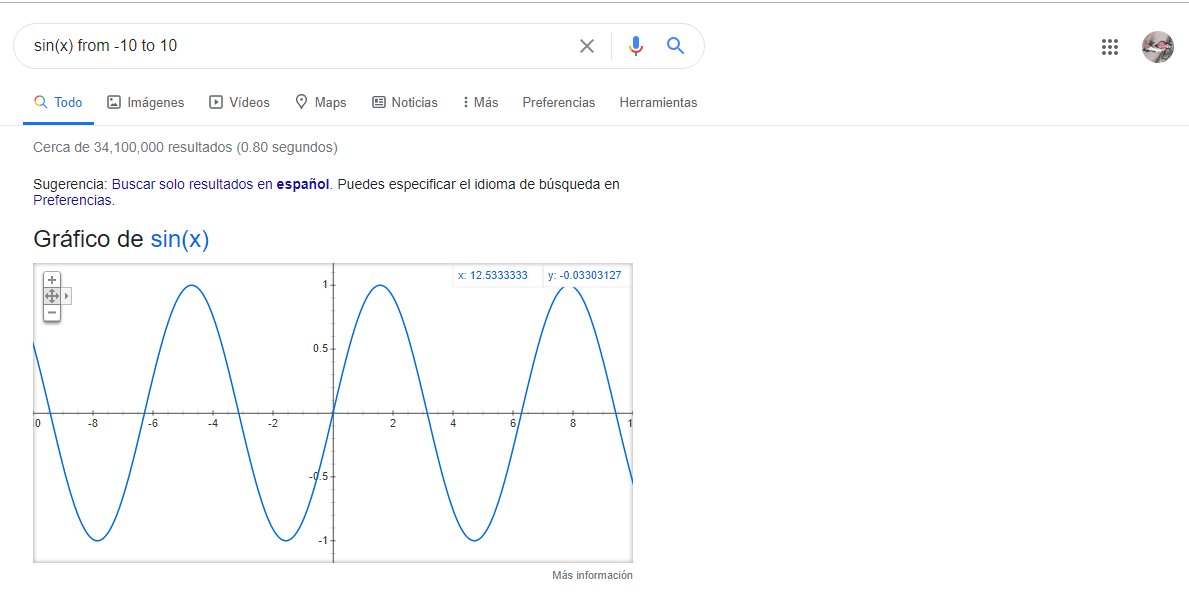 sin(x) from -10 to 10
Todo Imágenes Vídeos Maps Noticias Más Preferencias Herramientas
Cerca de 34,100,000 resultados (0.80 segundos)
Sugerencia: Buscar solo resultados en español. Puedes especificar el idioma de búsqueda en
Preferencias.
Gráfico de sin(x)
x: 12.5333333 y: -0.03303127
1
0.5
0 -8 -6 -4 -2 2 4 6 8 1
-0.5
-1
Más información